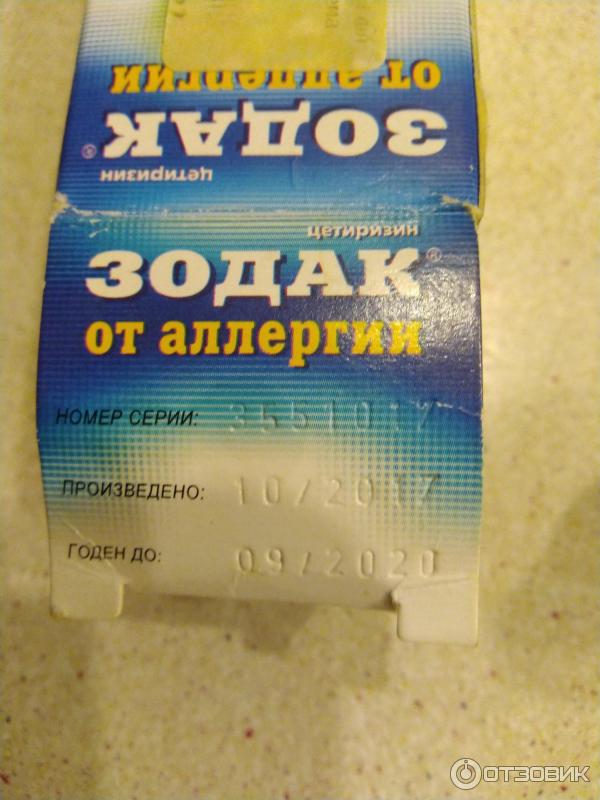 от аллергии
ЗОДАК®
цетиризин
цетиризин
ЗОДАК®
от аллергии
НОМЕР СЕРИИ: 3551017
ПРОИЗВЕДЕНО: 10/2017
ГОДЕН ДО: 09/2020
ОТЗОВИК